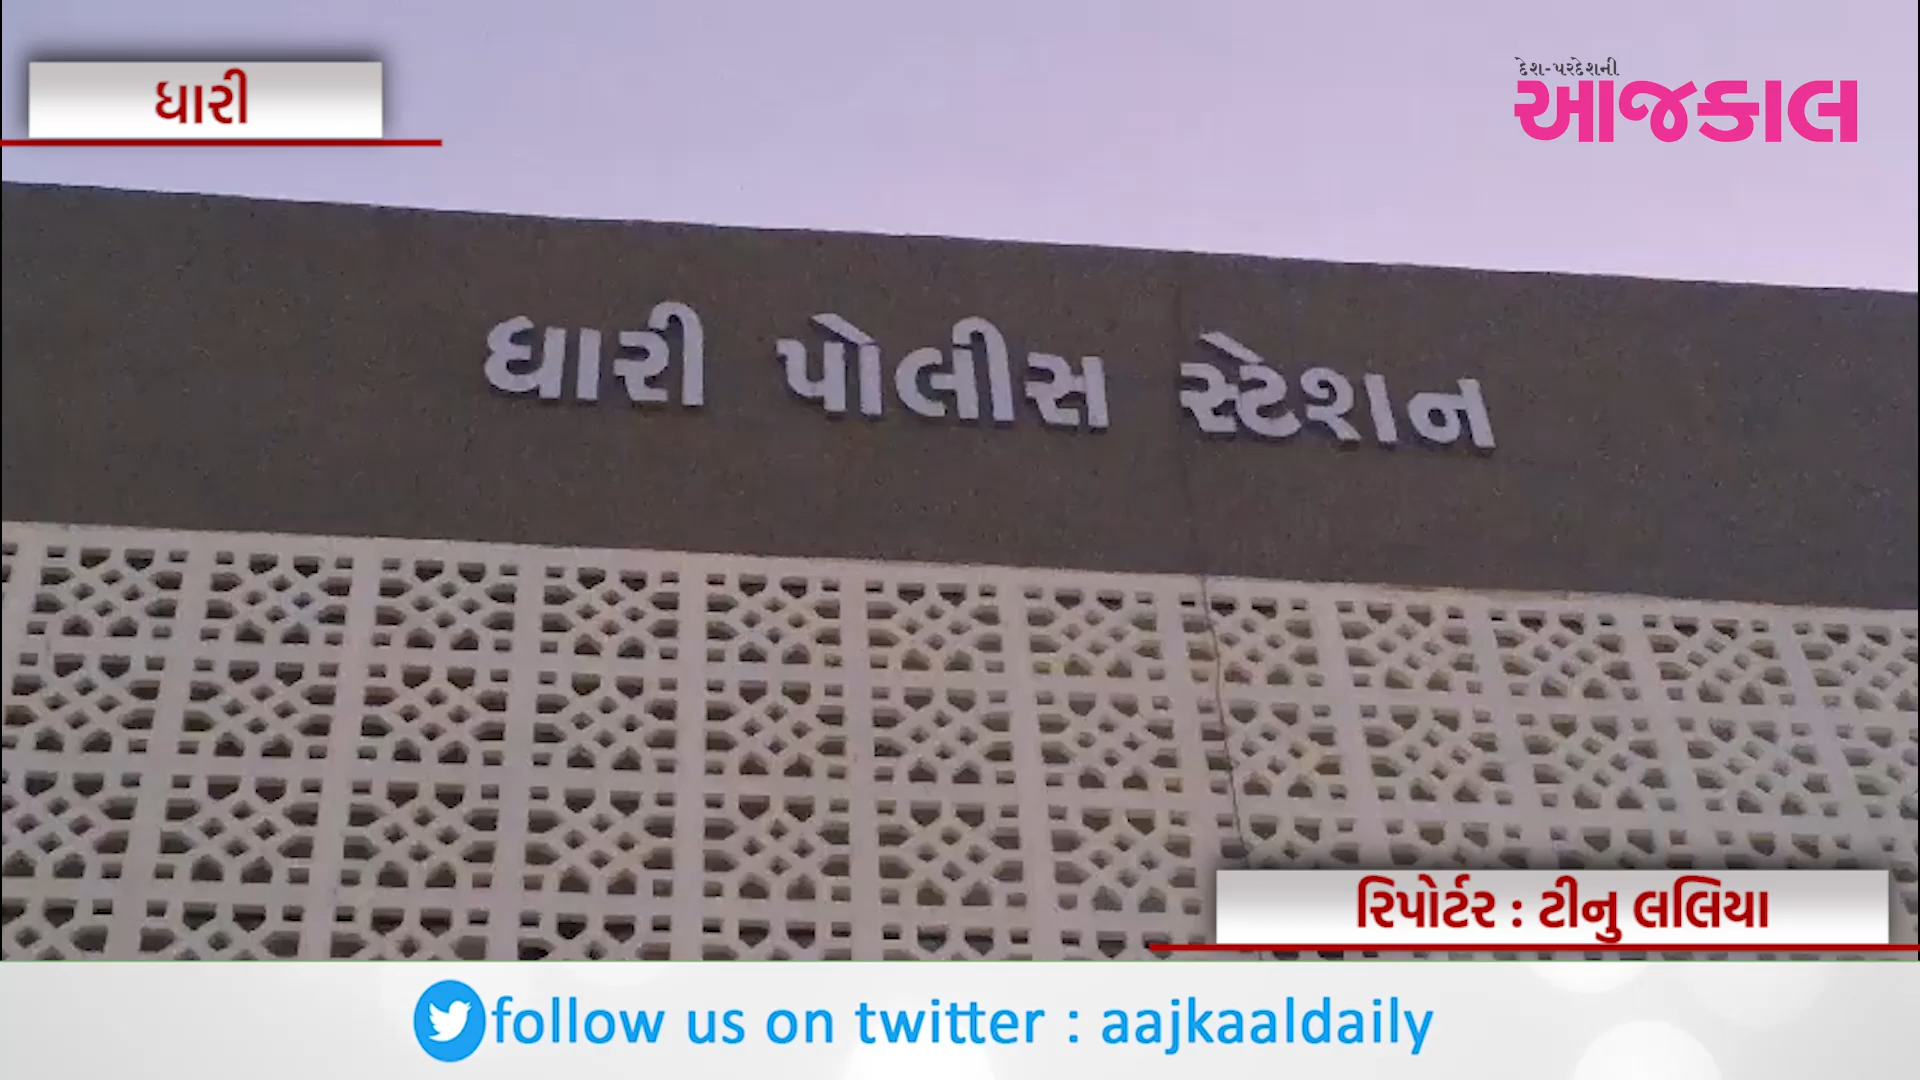 ધારી
દેશ-પરદેશની
આજકાલ
ધારી પોલીસ સ્ટેશન
રિપોર્ટર : ટીનુ લલિયા
follow us on twitter : aajkaaldaily